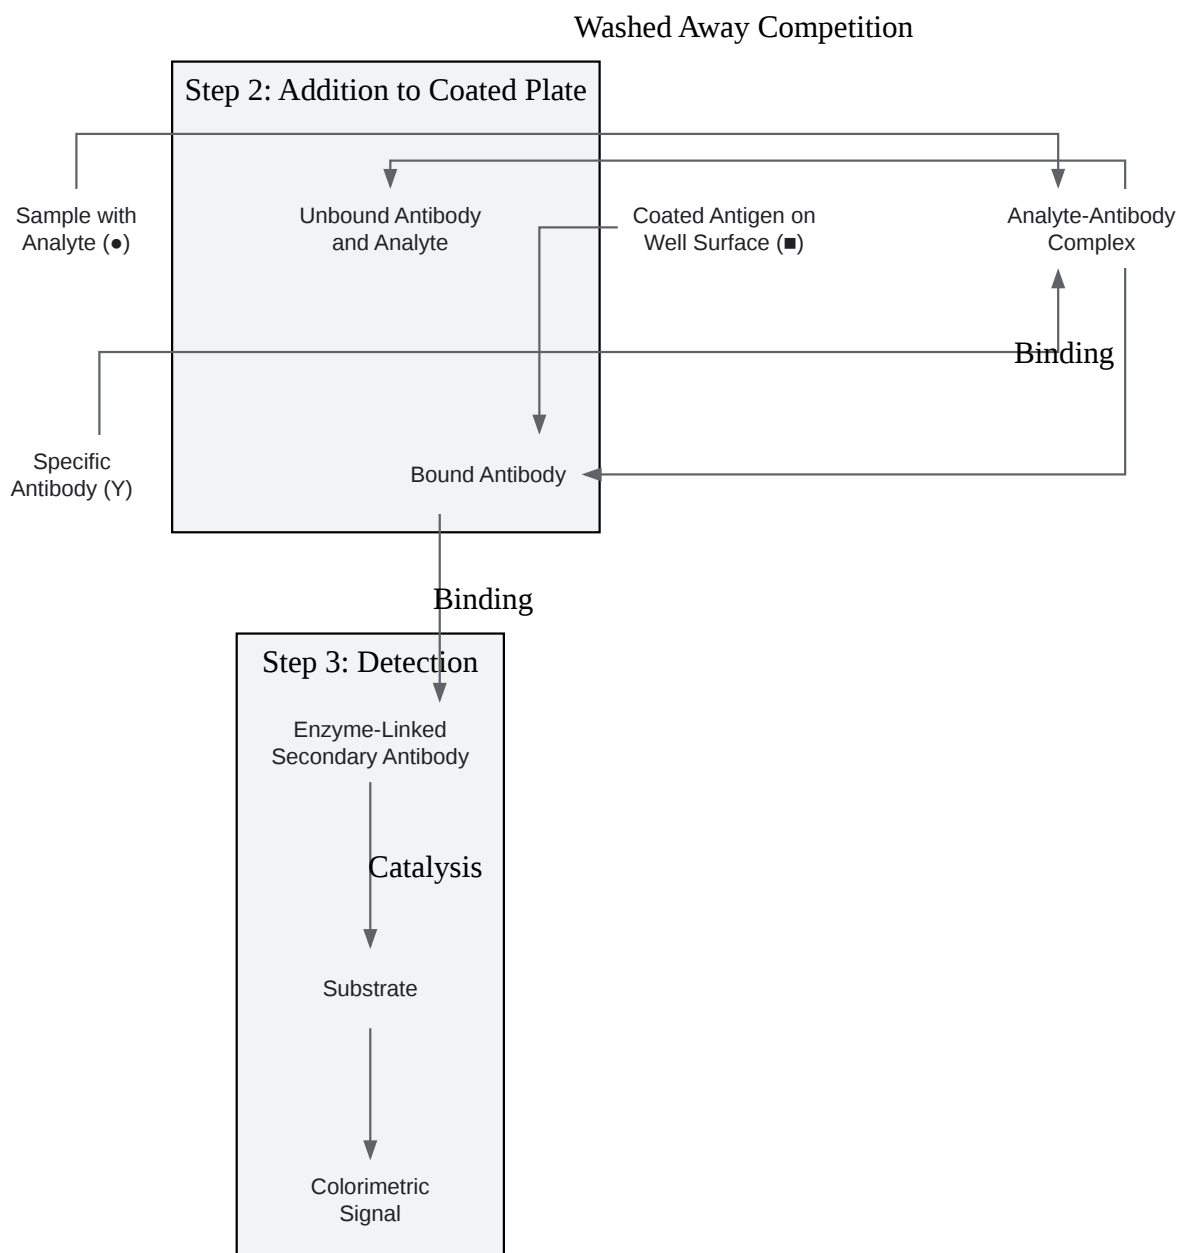 Washed Away Competition
Step 2: Addition to Coated Plate
Sample with
Analyte (●)
Unbound Antibody
and Analyte
Coated Antigen on
Well Surface (■)
Analyte-Antibody
Complex
Binding
Specific
Antibody (Y)
Bound Antibody
Binding
Step 3: Detection
Enzyme-Linked
Secondary Antibody
Catalysis
Substrate
Colorimetric
Signal